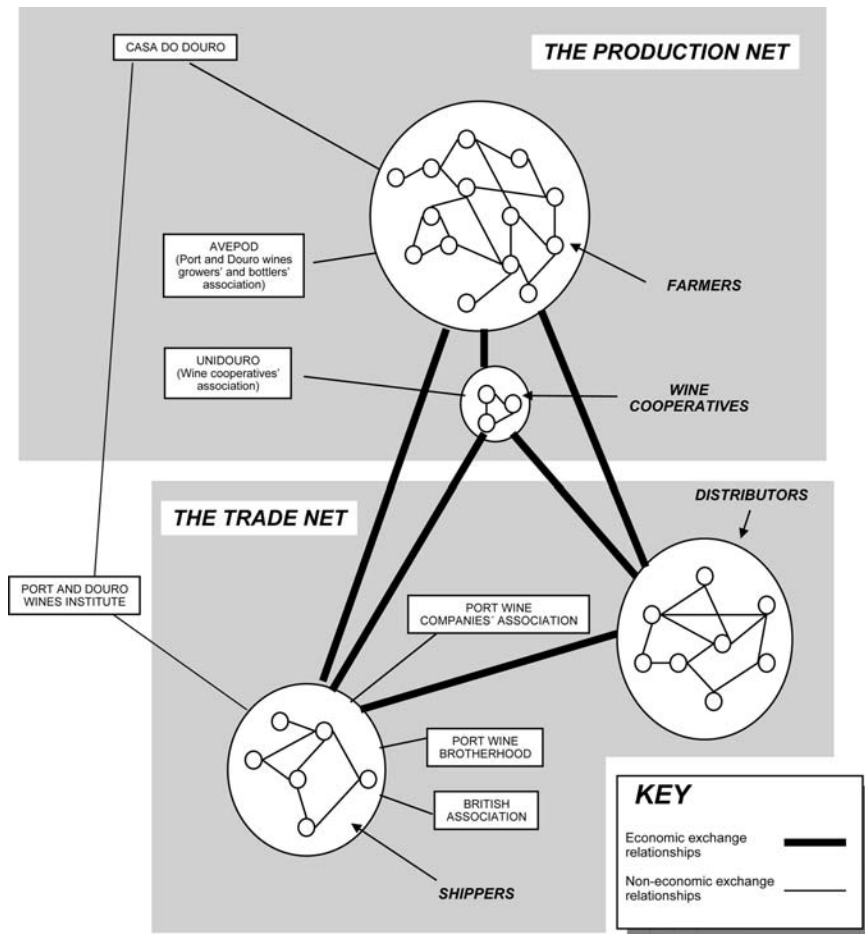 CASA DO DOURO
THE PRODUCTION NET
AVEPOD
(Port and Douro wines
growers' and bottlers'
association)
FARMERS
UNIDOURO
(Wine cooperatives'
association)
WINE
COOPERATIVES
DISTRIBUTORS
THE TRADE NET
PORT AND DOURO
WINES INSTITUTE
PORT WINE
COMPANIES´ ASSOCIATION
PORT WINE
BROTHERHOOD
BRITISH
ASSOCIATION
SHIPPERS
KEY
Economic exchange
relationships
Non-economic exchange
relationships